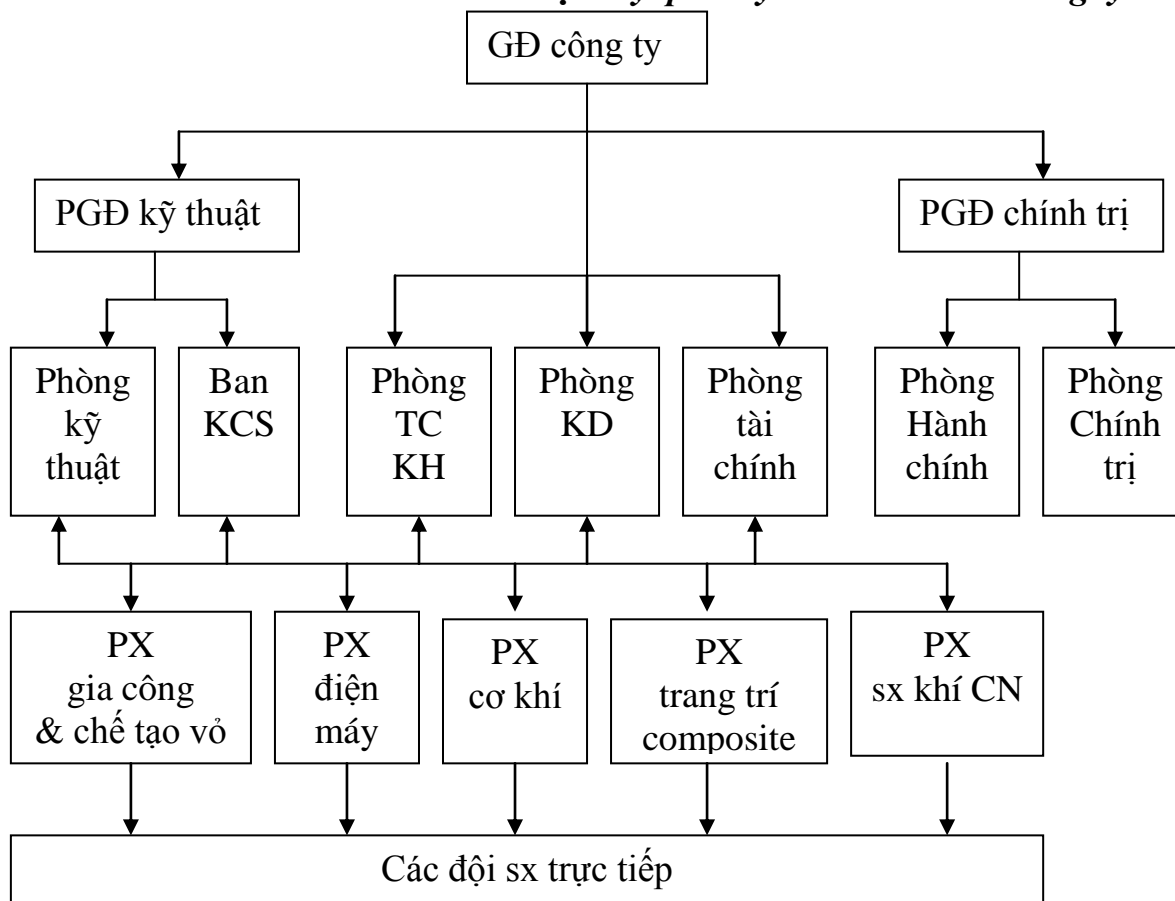 GĐ công ty
PGĐ kỹ thuật
PGĐ chính trị
Phòng
kỹ
thuật
Ban
KCS
Phòng
TC
KH
Phòng
KD
Phòng
tài
chính
Phòng
Hành
chính
Phòng
Chính
trị
PX
gia công
& chế tạo vỏ
PX
điện
máy
PX
cơ khí
PX
trang trí
composite
PX
sx khí CN
Các đội sx trực tiếp